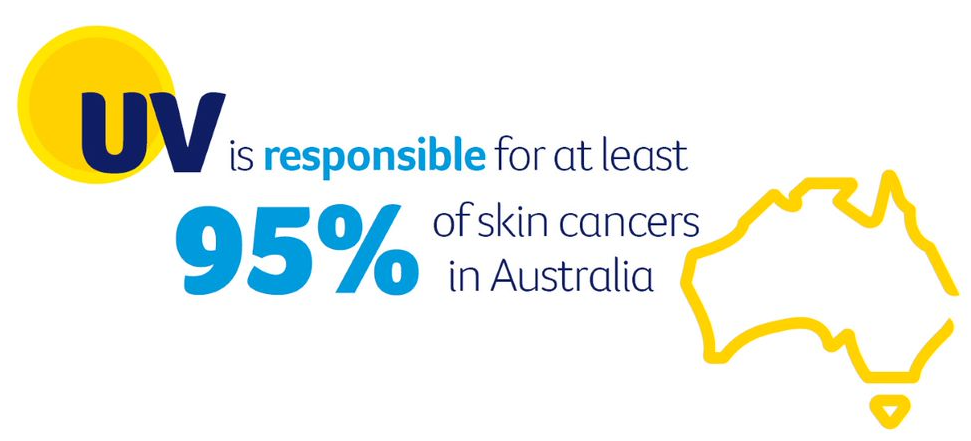 UV is responsible for at least
95% of skin cancers
in Australia